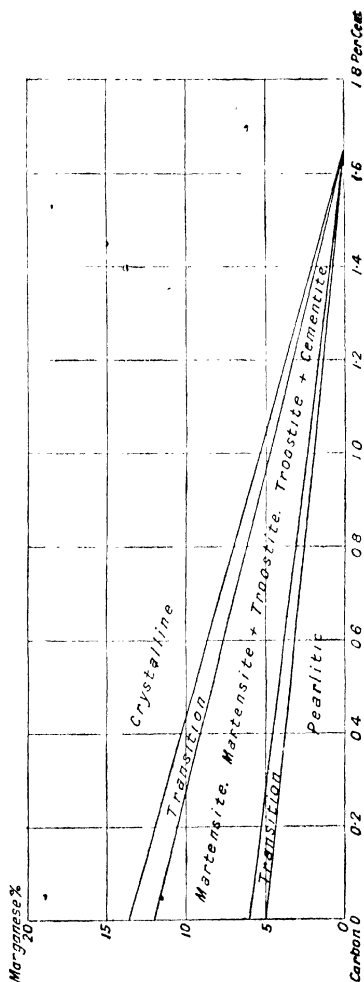 Manganese%
20
15
10
5
0
Crystalline
Transition
Martensite. Martensite + Troostite. Troostite + Cementite.
Transition
Pearlitic
Carbon 0 0·2 0·4 0·6 0·8 1·0 1·2 1·4 1·6 1·8 Per Cent